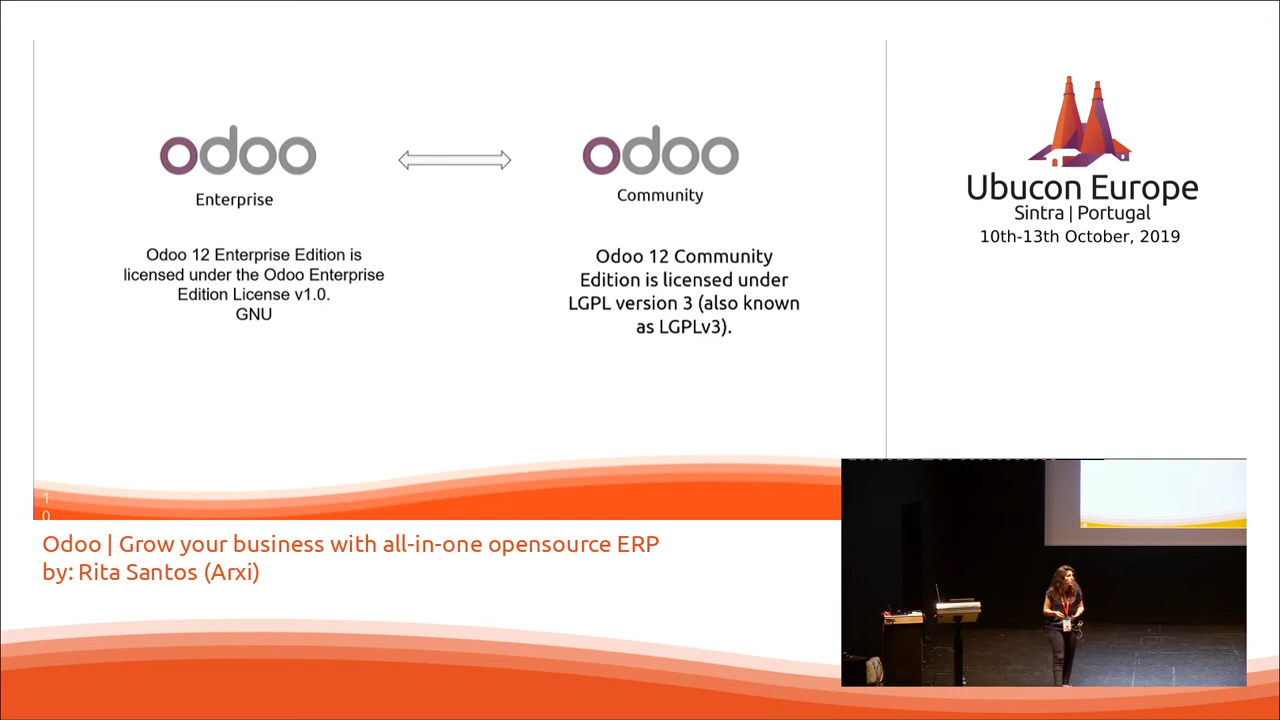 odoo
Enterprise
Odoo 12 Enterprise Edition is
licensed under the Odoo Enterprise
Edition License v1.0.
GNU
odoo
Community
Odoo 12 Community
Edition is licensed under
LGPL version 3 (also known
as LGPLv3).
1
0
Ubucon Europe
Sintra | Portugal
10th-13th October, 2019
Odoo | Grow your business with all-in-one opensource ERP
by: Rita Santos (Arxi)